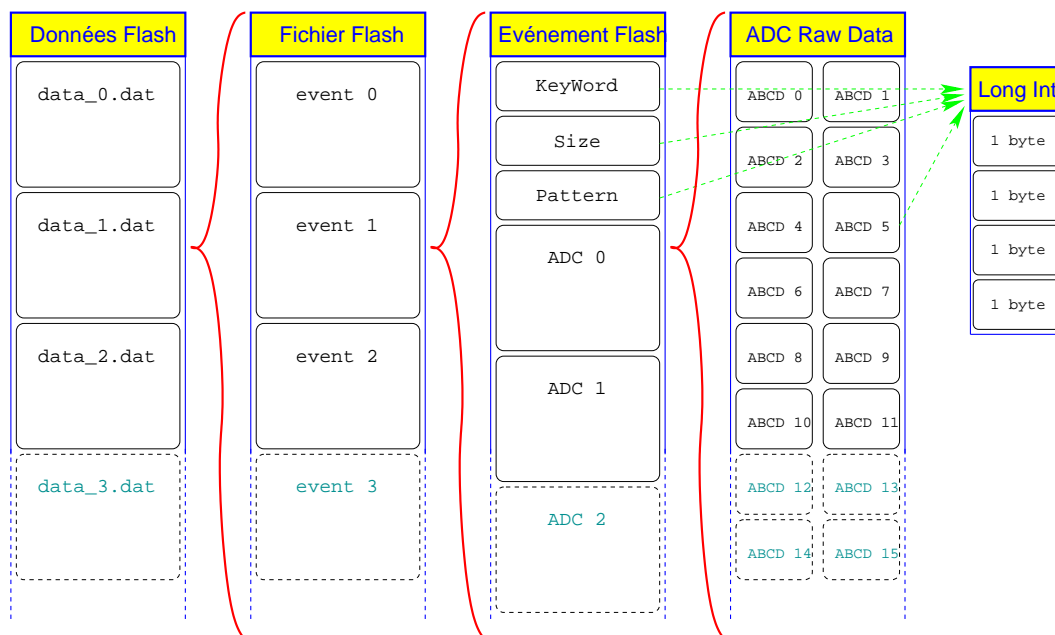 Données Flash
data_0.dat
data_1.dat
data_2.dat
data_3.dat
Fichier Flash
event 0
event 1
event 2
event 3
Evénement Flash
KeyWord
Size
Pattern
ADC 0
ADC 1
ADC 2
ADC Raw Data
ABCD 0 ABCD 1
ABCD 2 ABCD 3
ABCD 4 ABCD 5
ABCD 6 ABCD 7
ABCD 8 ABCD 9
ABCD 10 ABCD 11
ABCD 12 ABCD 13
ABCD 14 ABCD 15
Long Int
1 byte
1 byte
1 byte
1 byte